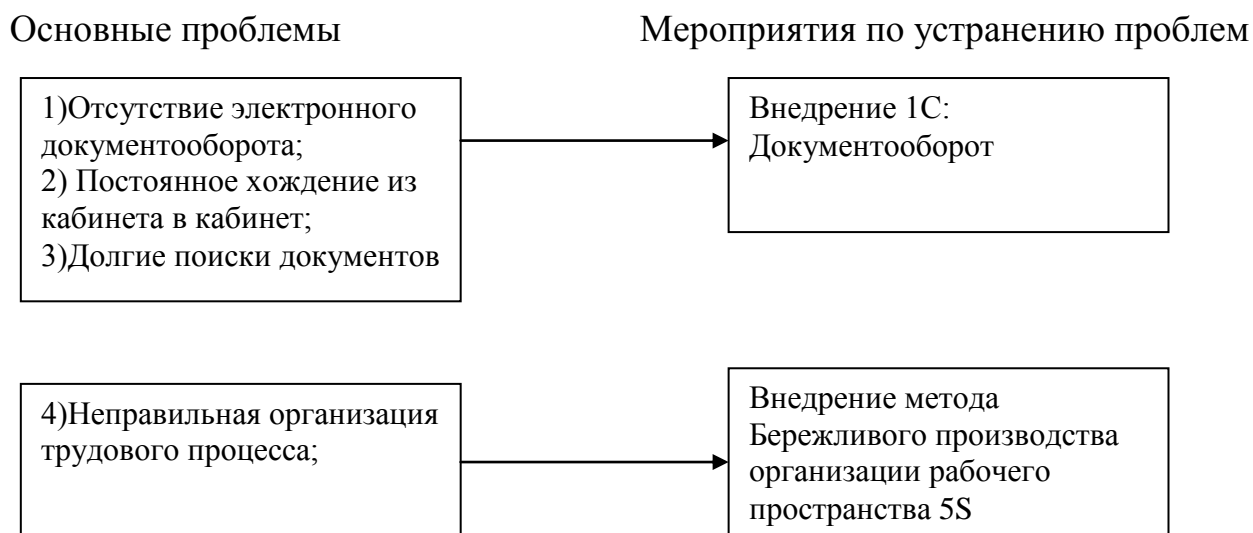 Основные проблемы
Мероприятия по устранению проблем
1)Отсутствие электронного
документооборота;
2) Постоянное хождение из
кабинета в кабинет;
3)Долгие поиски документов
Внедрение 1С:
Документооборот
4)Неправильная организация
трудового процесса;
Внедрение метода
Бережливого производства
организации рабочего
пространства 5S